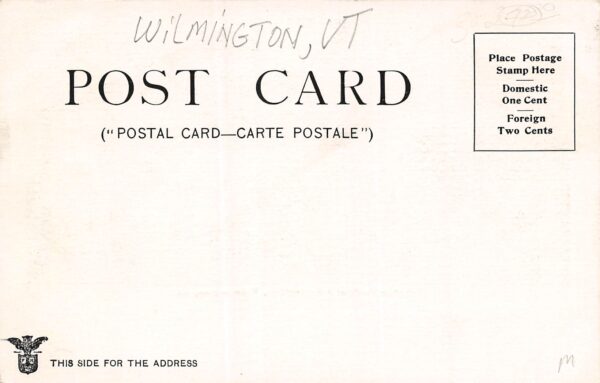 WILMINGTON, VT
POST CARD
("POSTAL CARD—CARTE POSTALE")
Place Postage
Stamp Here
Domestic
One Cent
Foreign
Two Cents
THIS SIDE FOR THE ADDRESS
M